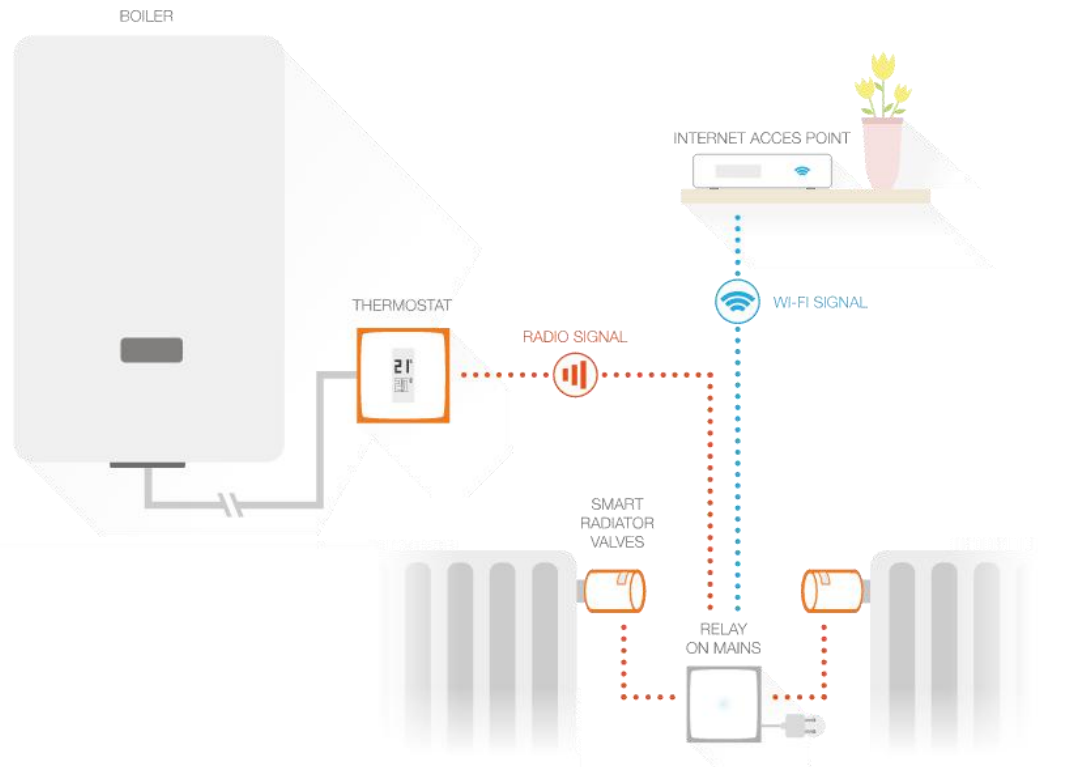 BOILER
INTERNET ACCES POINT
THERMOSTAT
21°
WI-FI SIGNAL
RADIO SIGNAL
SMART
RADIATOR
VALVES
RELAY
ON MAINS